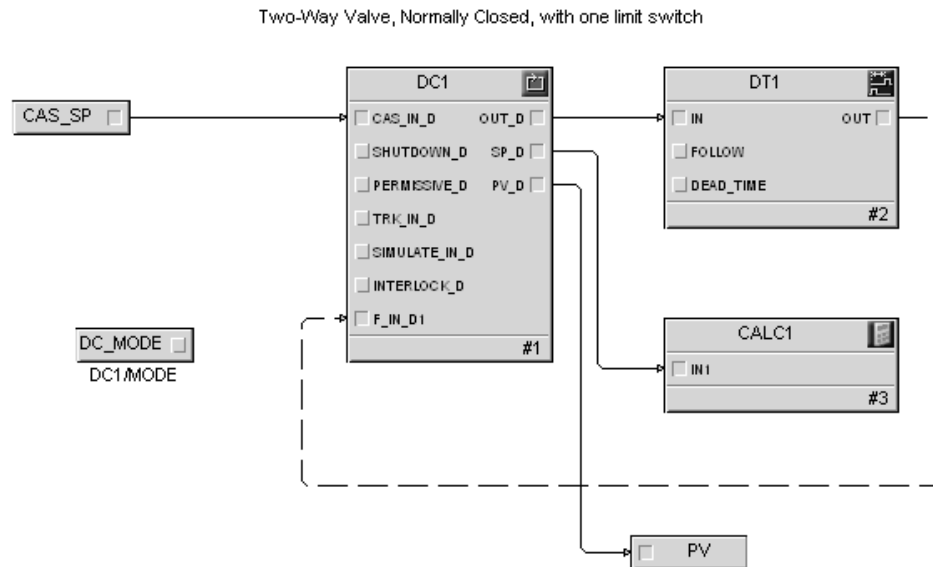 Two-Way Valve, Normally Closed, with one limit switch
DC1
DT1
CAS_SP
CAS_IN_D OUT_D
IN OUT
SHUTDOWN_D SP_D
FOLLOW
PERMISSIVE_D PV_D
DEAD_TIME
TRK_IN_D
#2
SIMULATE_IN_D
INTERLOCK_D
F_IN_D1
#1
DC_MODE
DC1/MODE
CALC1
IN1
#3
PV